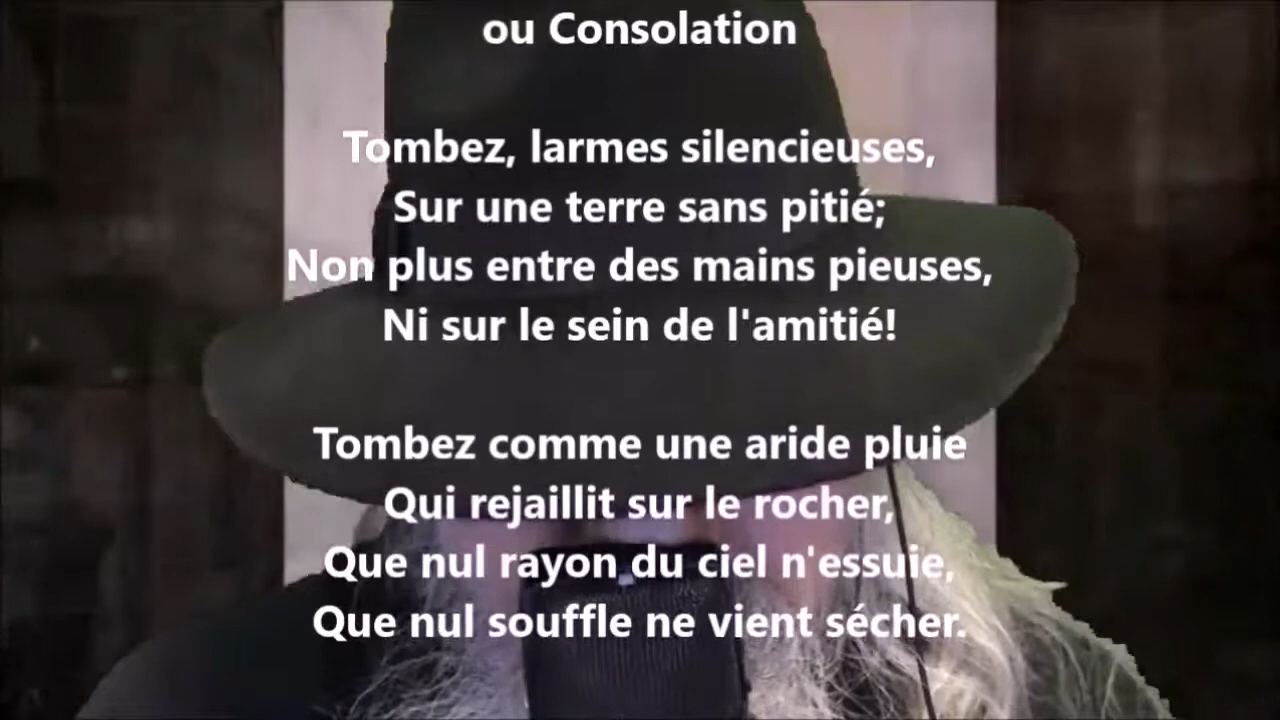 ou Consolation
Tombez, larmes silencieuses,
Sur une terre sans pitié;
Non plus entre des mains pieuses,
Ni sur le sein de l'amitié!
Tombez comme une aride pluie
Qui rejaillit sur le rocher,
Que nul rayon du ciel n'essuie,
Que nul souffle ne vient sécher.